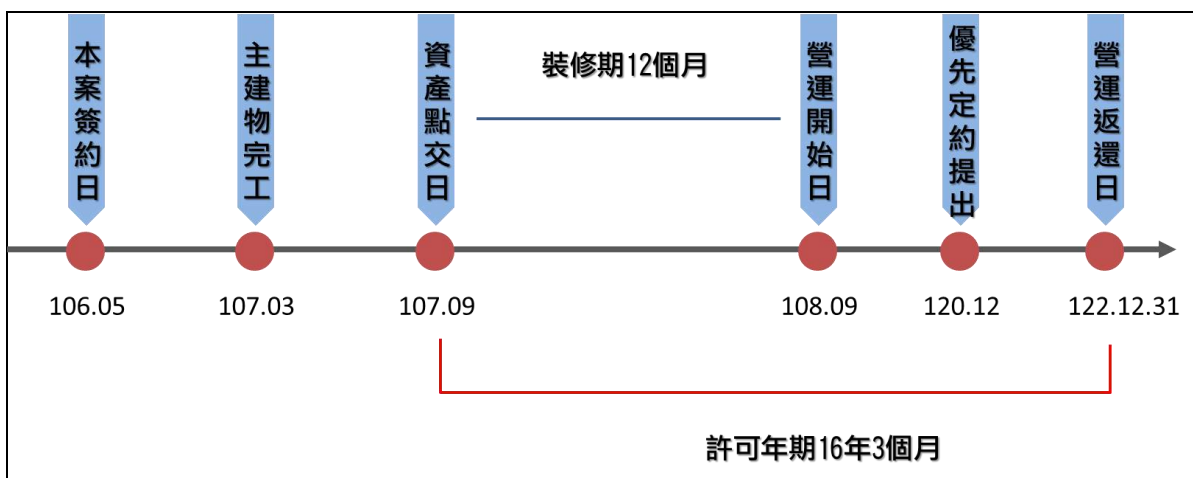 本案簽約日
主建物完工
資產點交日
裝修期12個月
營運開始日
優先定約提出
營運返還日
106.05
107.03
107.09
108.09
120.12
122.12.31
許可年期16年3個月